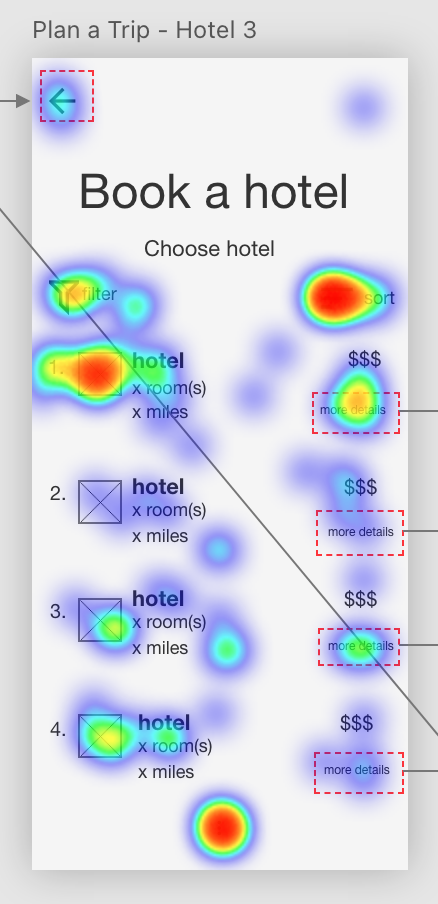 Plan a Trip - Hotel 3
Book a hotel
Choose hotel
filter sort
1. hotel $$$
x room(s)
x miles more details
2. hotel $$$
x room(s)
x miles more details
3. hotel $$$
x room(s)
x miles more details
4. hotel $$$
x room(s)
x miles more details